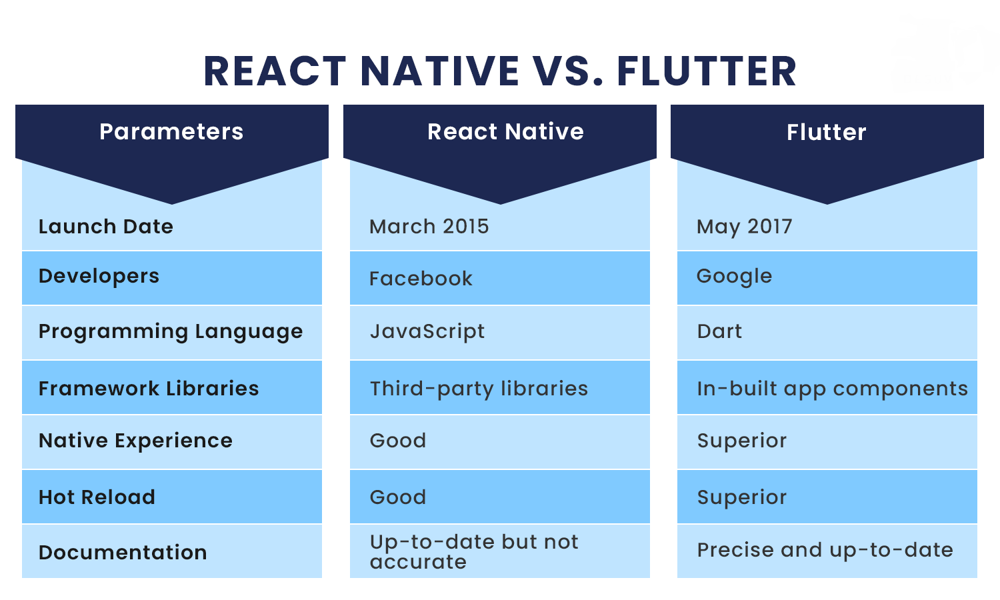 REACT NATIVE VS. FLUTTER
Parameters
React Native
Flutter
Launch Date
March 2015
May 2017
Developers
Facebook
Google
Programming Language
JavaScript
Dart
Framework Libraries
Third-party libraries
In-built app components
Native Experience
Good
Superior
Hot Reload
Good
Superior
Documentation
Up-to-date but not
accurate
Precise and up-to-date